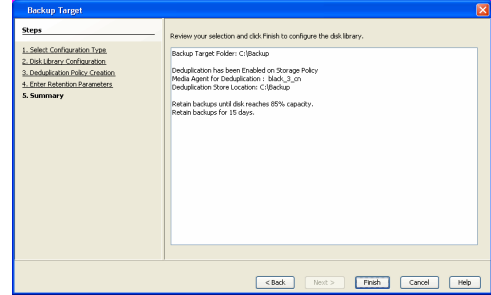 Backup Target
Steps
1. Select Configuration Type
2. Disk Library Configuration
3. Deduplication Policy Creation
4. Enter Retention Parameters
5. Summary
Review your selection and click Finish to configure the disk library.
Backup Target Folder: C:\Backup
Deduplication has been Enabled on Storage Policy
Media Agent for Deduplication : black_3_cn
Deduplication Store Location: C:\Backup
Retain backups until disk reaches 85% capacity.
Retain backups for 15 days.
< Back Next > Finish Cancel Help